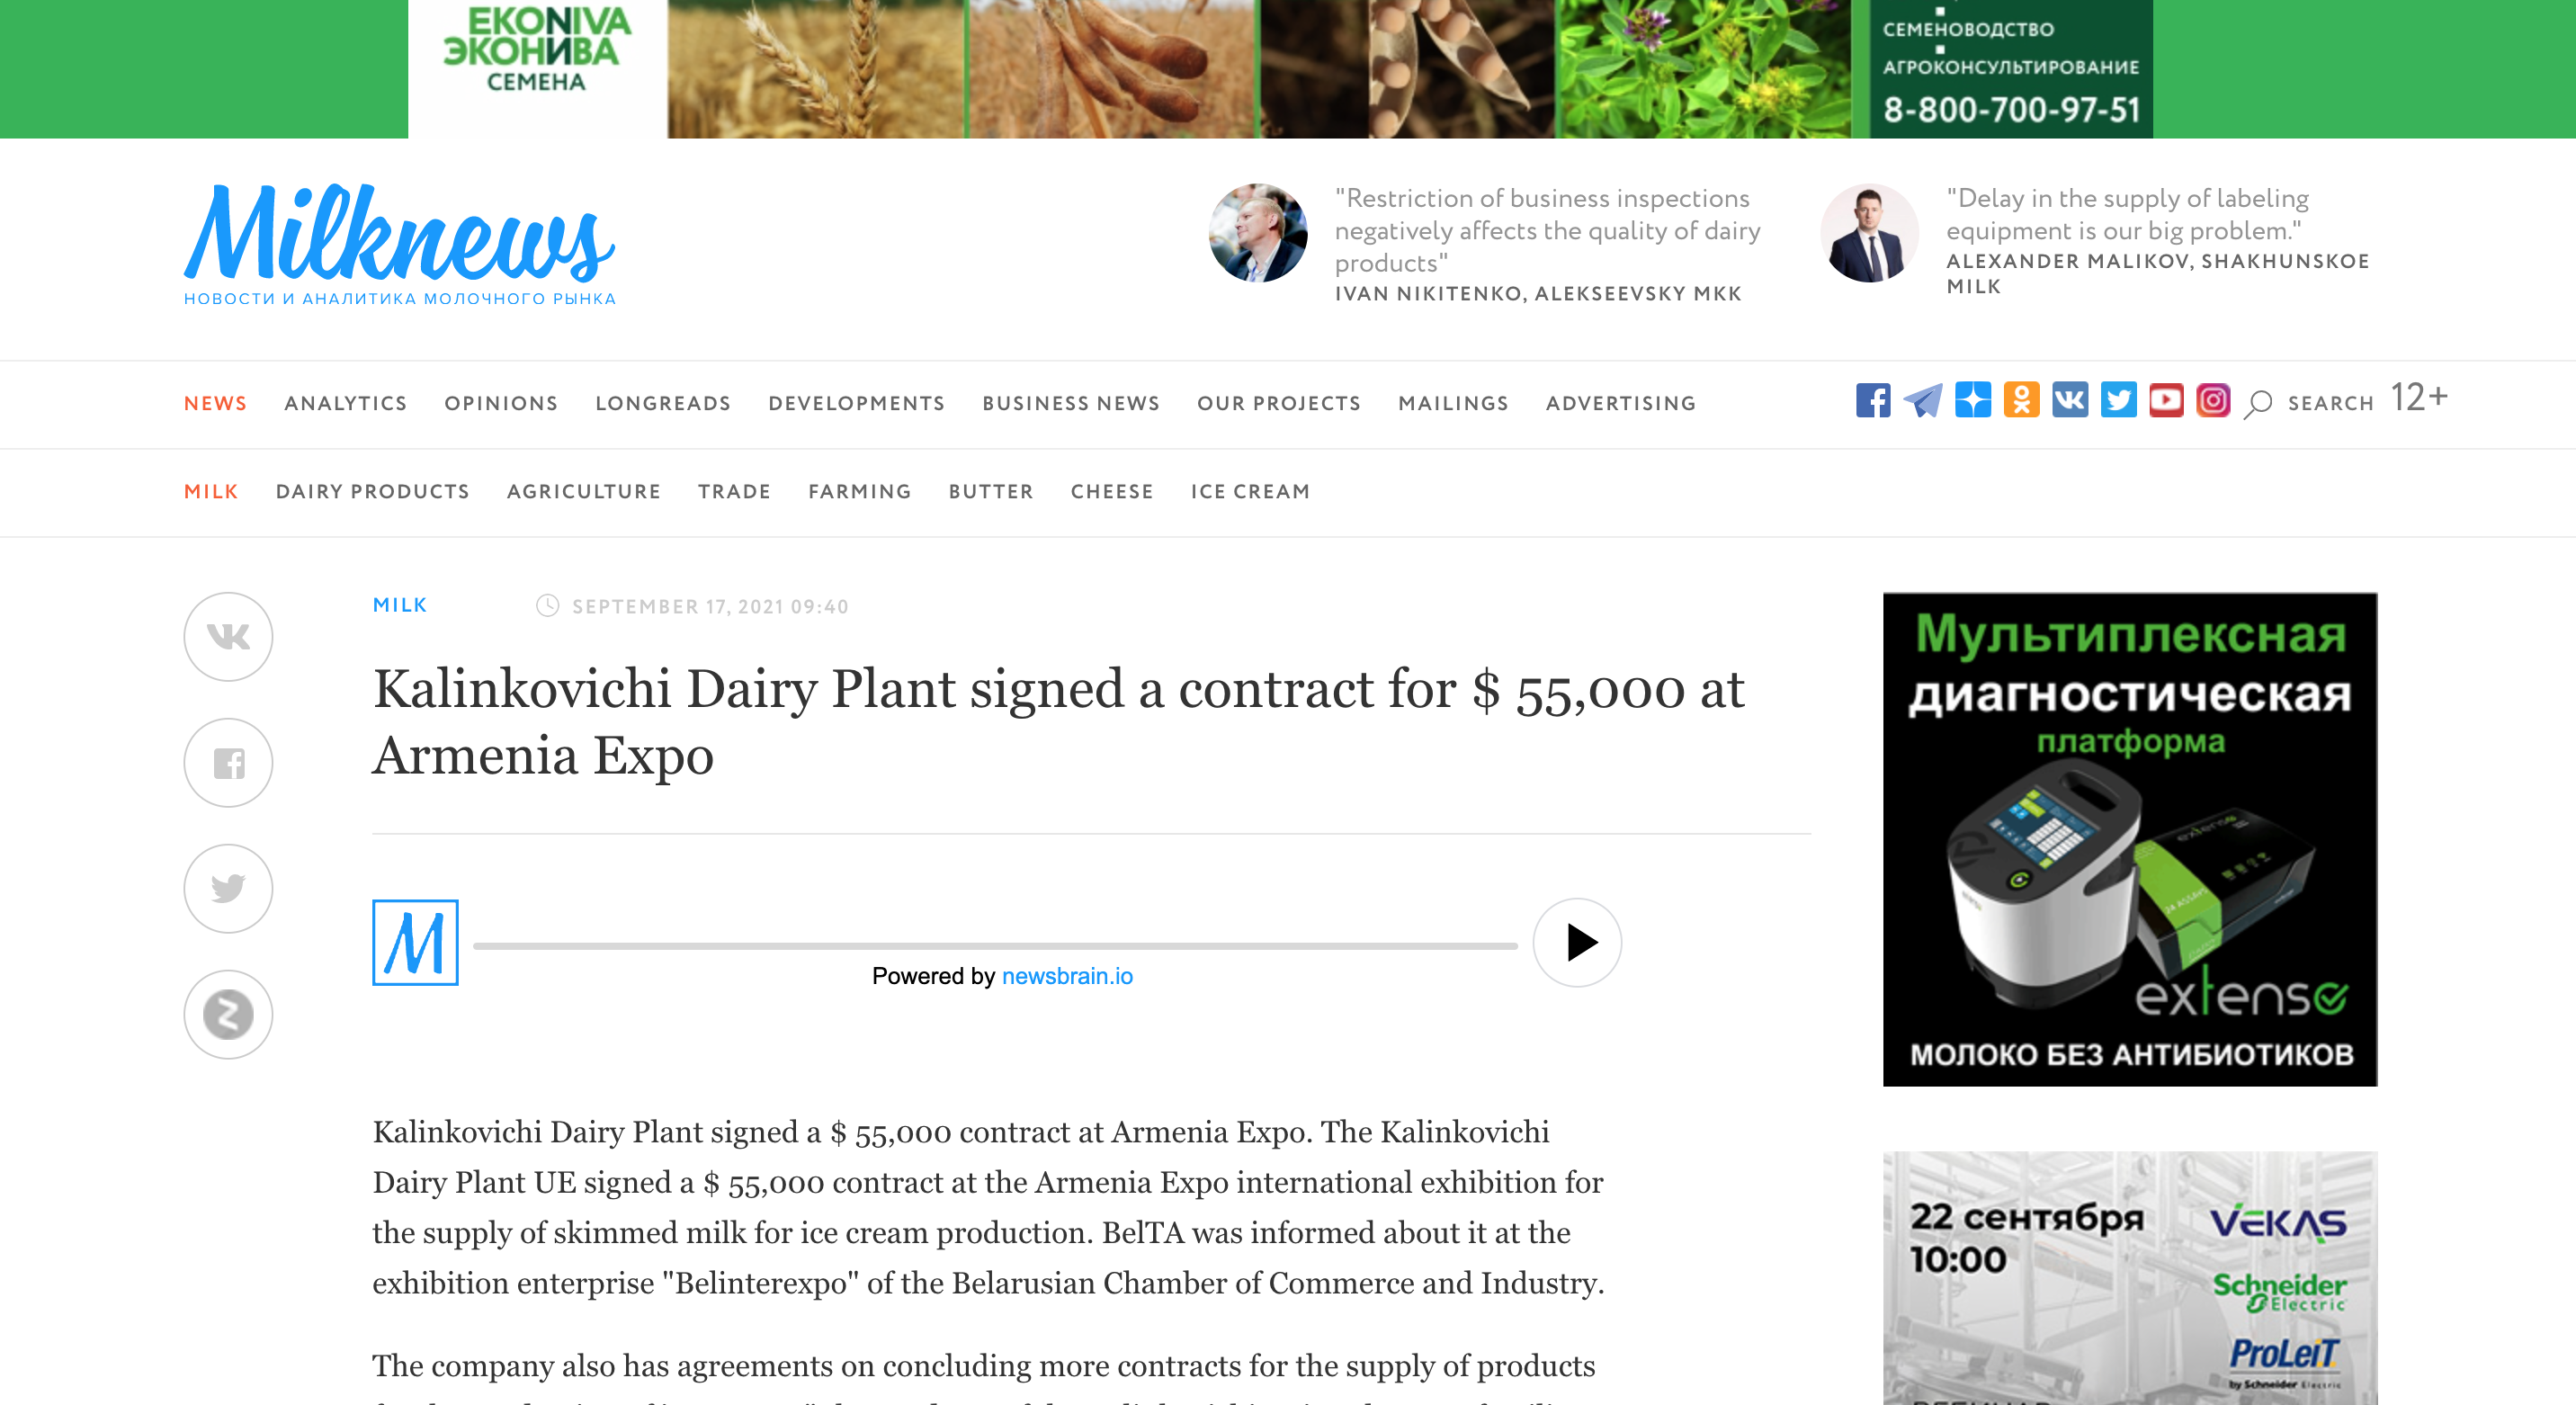 EKONIVA
ЭКОНИВА
СЕМЕНА
СЕМЕНОВОДСТВО
АГРОКОНСУЛЬТИРОВАНИЕ
8-800-700-97-51
Milknews
НОВОСТИ И АНАЛИТИКА МОЛОЧНОГО РЫНКА
"Restriction of business inspections
negatively affects the quality of dairy
products"
IVAN NIKITENKO, ALEKSEEVSKY MKK
"Delay in the supply of labeling
equipment is our big problem."
ALEXANDER MALIKOV, SHAKHUNSKOE
MILK
NEWS ANALYTICS OPINIONS LONGREADS DEVELOPMENTS BUSINESS NEWS OUR PROJECTS MAILINGS ADVERTISING SEARCH 12+
MILK DAIRY PRODUCTS AGRICULTURE TRADE FARMING BUTTER CHEESE ICE CREAM
MILK SEPTEMBER 17, 2021 09:40
Kalinkovichi Dairy Plant signed a contract for $ 55,000 at
Armenia Expo
M
Powered by newsbrain.io
Kalinkovichi Dairy Plant signed a $ 55,000 contract at Armenia Expo. The Kalinkovichi
Dairy Plant UE signed a $ 55,000 contract at the Armenia Expo international exhibition for
the supply of skimmed milk for ice cream production. BelTA was informed about it at the
exhibition enterprise "Belinterexpo" of the Belarusian Chamber of Commerce and Industry.
The company also has agreements on concluding more contracts for the supply of products
Мультиплексная
диагностическая
платформа
extenso
extenso
МОЛОКО БЕЗ АНТИБИОТИКОВ
22 сентября
10:00
VEKAS
Schneider
Electric
ProLeiT
by Schneider Electric